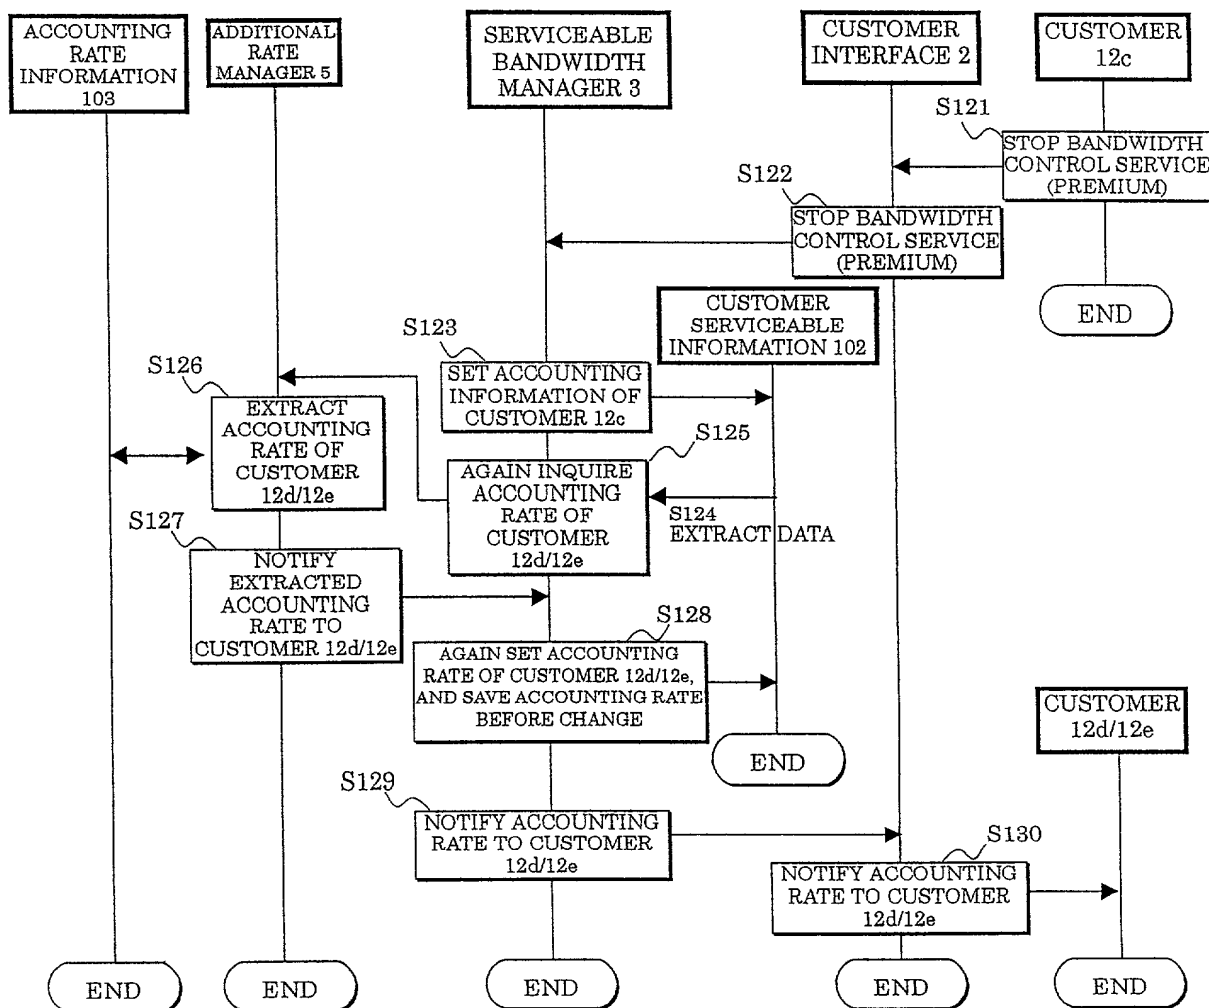 ACCOUNTING
RATE
INFORMATION
103
ADDITIONAL
RATE
MANAGER 5
SERVICEABLE
BANDWIDTH
MANAGER 3
CUSTOMER
INTERFACE 2
CUSTOMER
12c
S121
STOP BANDWIDTH
CONTROL SERVICE
(PREMIUM)
S122
STOP BANDWIDTH
CONTROL SERVICE
(PREMIUM)
END
CUSTOMER
SERVICEABLE
INFORMATION 102
S123
SET ACCOUNTING
INFORMATION OF
CUSTOMER 12c
S126
EXTRACT
ACCOUNTING
RATE OF
CUSTOMER
12d/12e
S125
AGAIN INQUIRE
ACCOUNTING
RATE OF
CUSTOMER
12d/12e
S124
EXTRACT DATA
S127
NOTIFY
EXTRACTED
ACCOUNTING
RATE TO
CUSTOMER 12d/12e
S128
AGAIN SET ACCOUNTING
RATE OF CUSTOMER 12d/12e,
AND SAVE ACCOUNTING RATE
BEFORE CHANGE
END
CUSTOMER
12d/12e
S129
NOTIFY ACCOUNTING
RATE TO CUSTOMER
12d/12e
S130
NOTIFY ACCOUNTING
RATE TO CUSTOMER
12d/12e
END
END
END
END
END